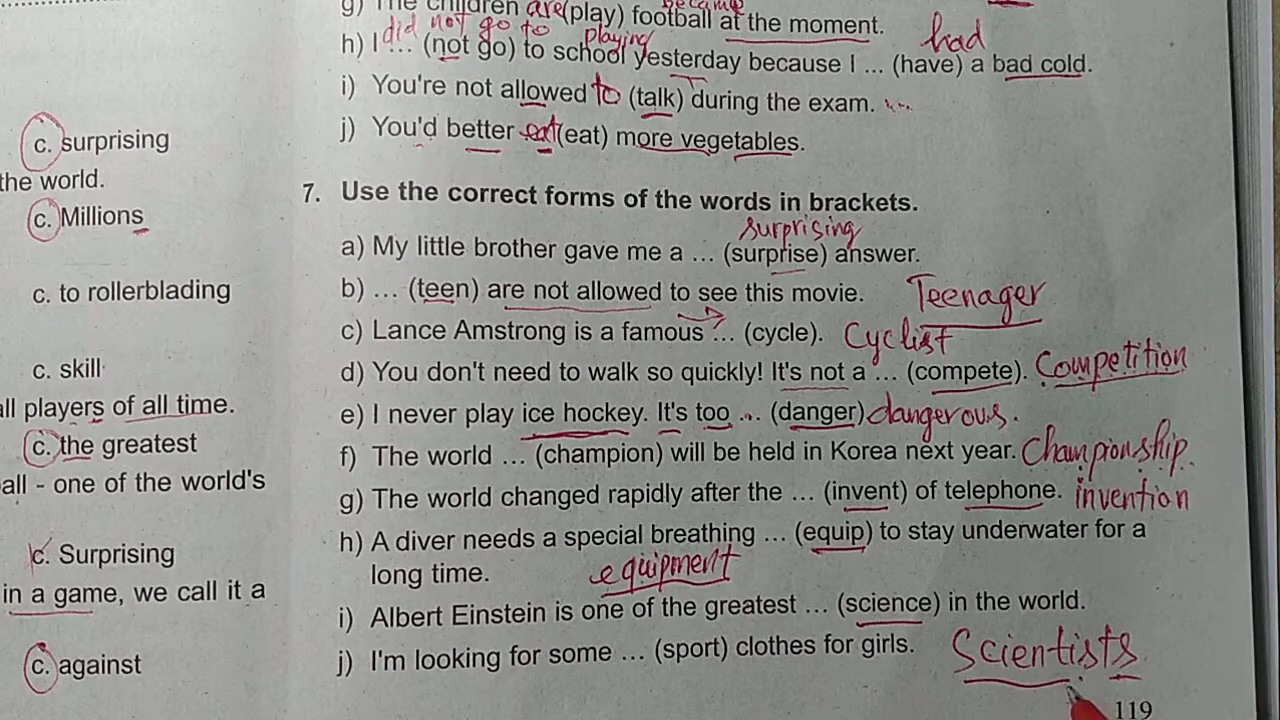 c. surprising
the world.
c. Millions
c. to rollerblading
c. skill
all players of all time.
c. the greatest
all - one of the world's
c. Surprising
in a game, we call it a
c. against
became
g) The children are (play) football at the moment.
did not go to playing had
h) I ... (not go) to school yesterday because I ... (have) a bad cold.
i) You're not allowed to (talk) during the exam.
j) You'd better eat (eat) more vegetables.
7. Use the correct forms of the words in brackets.
surprising
a) My little brother gave me a ... (surprise) answer.
b) ... (teen) are not allowed to see this movie. Teenager
c) Lance Amstrong is a famous ... (cycle). Cyclist
d) You don't need to walk so quickly! It's not a ... (compete). Competition
e) I never play ice hockey. It's too ... (danger) dangerous.
f) The world ... (champion) will be held in Korea next year. Championship.
g) The world changed rapidly after the ... (invent) of telephone. invention
h) A diver needs a special breathing ... (equip) to stay underwater for a
long time. equipment
i) Albert Einstein is one of the greatest ... (science) in the world.
j) I'm looking for some ... (sport) clothes for girls. Scientists
119